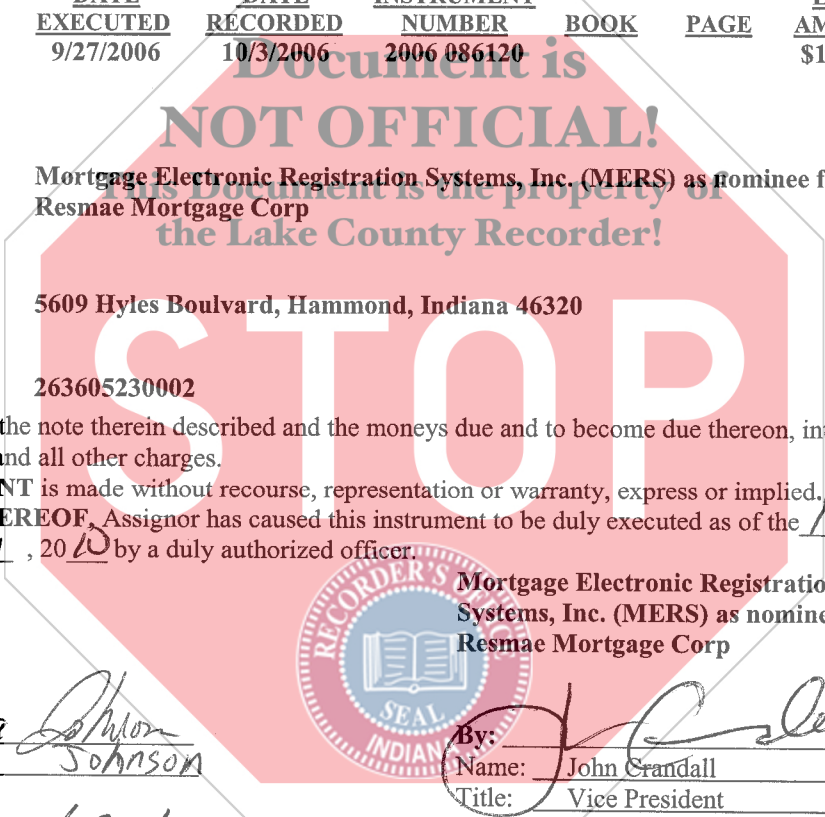 DATE DATE INSTRUMENT
EXECUTED RECORDED NUMBER BOOK PAGE AM
9/27/2006 10/3/2006 2006 086120 $1
Document is
NOT OFFICIAL!
Mortgage Electronic Registration Systems, Inc. (MERS) as nominee f
This Document is the property of
Resmae Mortgage Corp
the Lake County Recorder!
5609 Hyles Boulvard, Hammond, Indiana 46320
STOP
263605230002
the note therein described and the moneys due and to become due thereon, in
and all other charges.
NT is made without recourse, representation or warranty, express or implied.
EREOF, Assignor has caused this instrument to be duly executed as of the
, 20 10 by a duly authorized officer.
Mortgage Electronic Registratio
Systems, Inc. (MERS) as nomine
Resmae Mortgage Corp
RECORDER'S OFFICE
SEAL
INDIANA
Johnson
Johnson
By:
Name: John Crandall
Title: Vice President